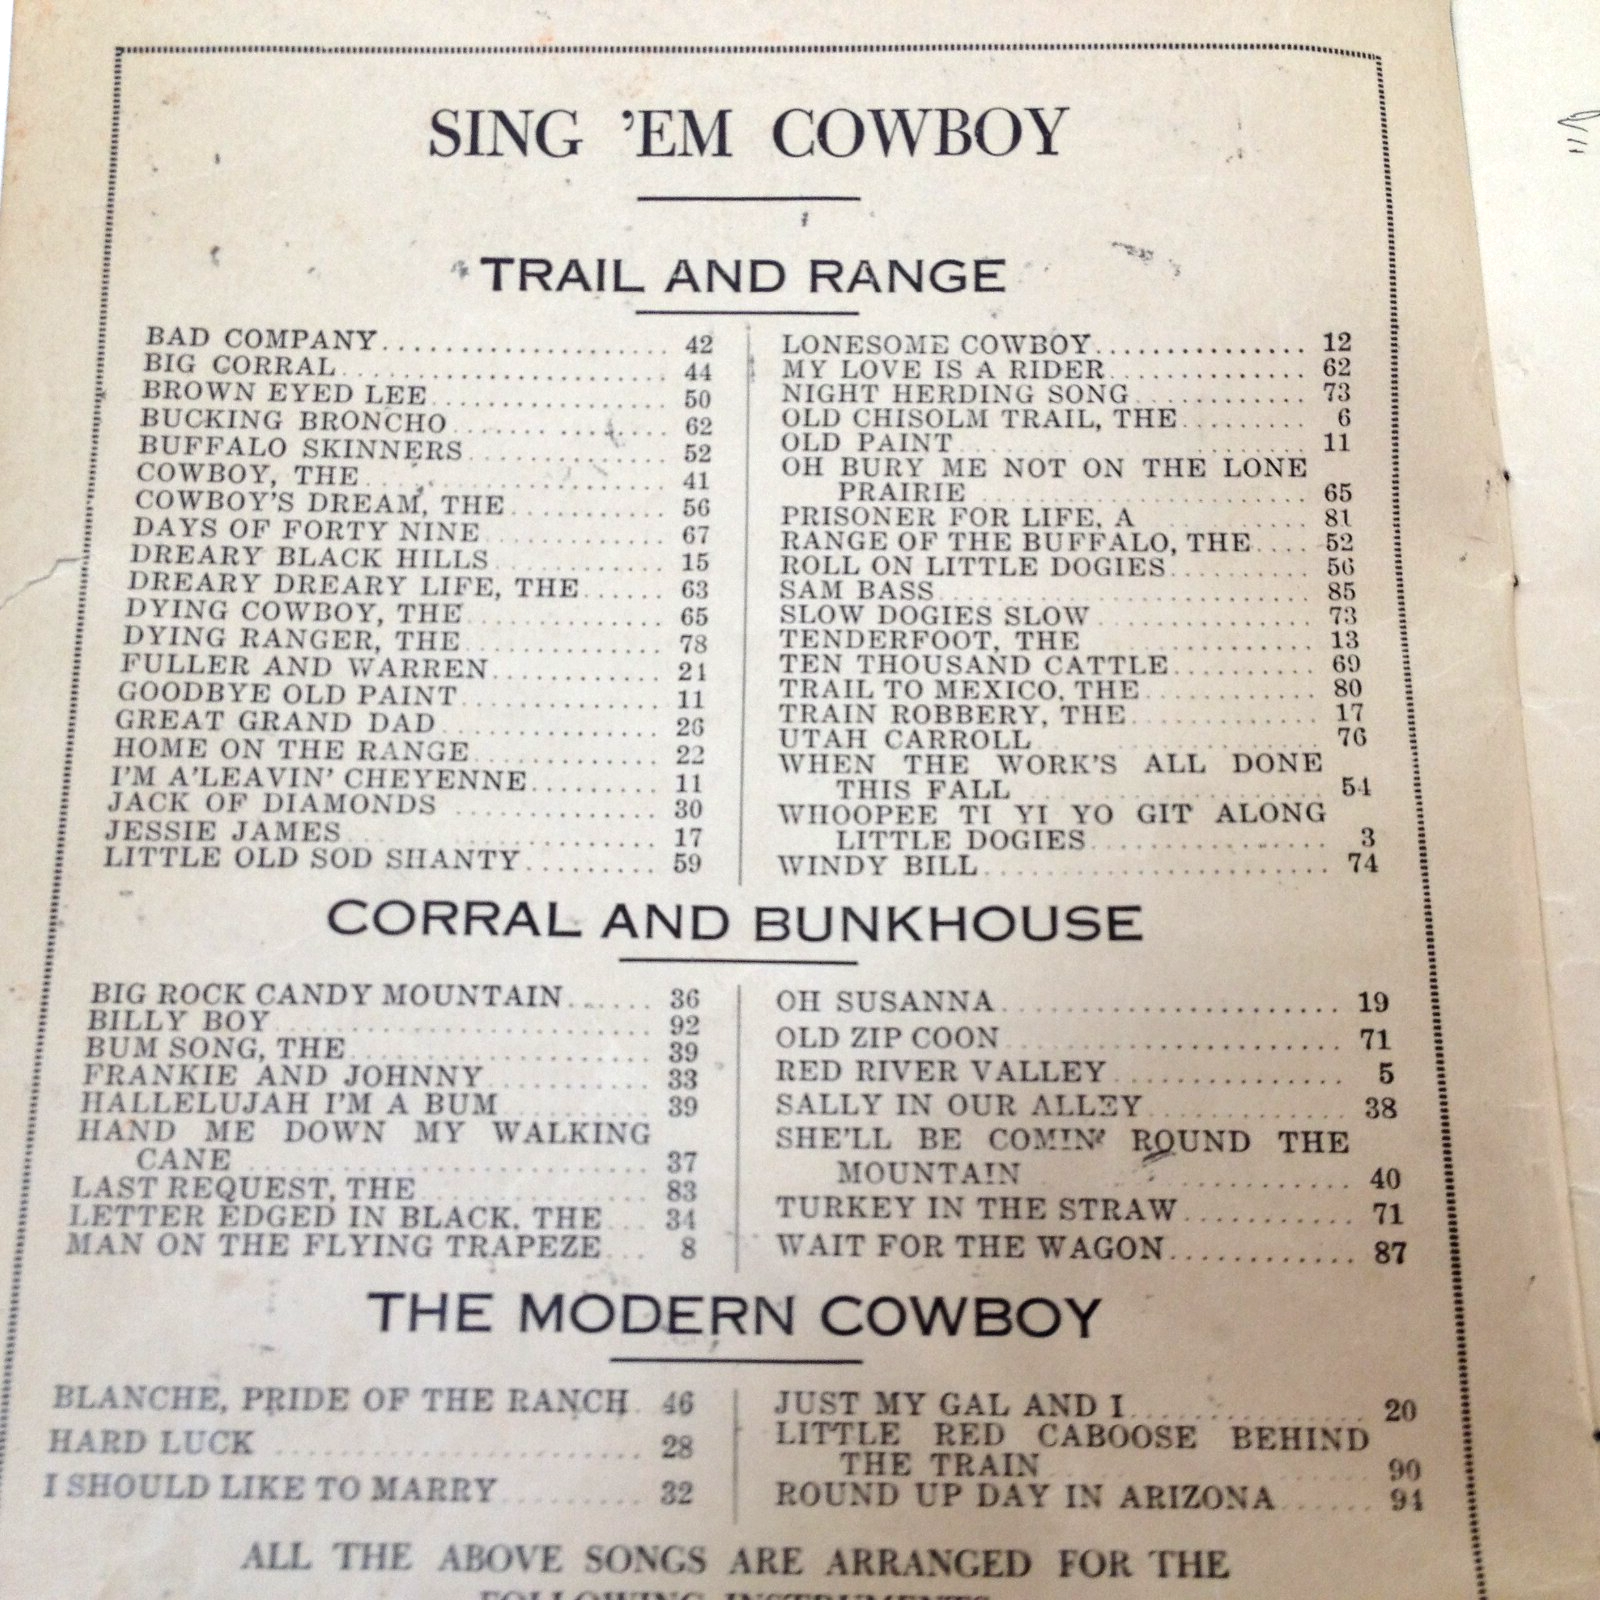 SING 'EM COWBOY
TRAIL AND RANGE
BAD COMPANY.................... 42
BIG CORRAL...................... 44
BROWN EYED LEE................ 50
BUCKING BRONCHO.............. 62
BUFFALO SKINNERS............. 52
COWBOY, THE.................... 41
COWBOY'S DREAM, THE.......... 56
DAYS OF FORTY NINE............ 67
DREARY BLACK HILLS........... 15
DREARY DREARY LIFE, THE...... 63
DYING COWBOY, THE............. 65
DYING RANGER, THE............. 78
FULLER AND WARREN............ 21
GOODBYE OLD PAINT............. 11
GREAT GRAND DAD.............. 26
HOME ON THE RANGE............ 22
I'M A'LEAVIN' CHEYENNE......... 11
JACK OF DIAMONDS ............. 30
JESSIE JAMES.................... 17
LITTLE OLD SOD SHANTY......... 59
LONESOME COWBOY............... 12
MY LOVE IS A RIDER............. 62
NIGHT HERDING SONG............ 73
OLD CHISOLM TRAIL, THE......... 6
OLD PAINT....................... 11
OH BURY ME NOT ON THE LONE
PRAIRIE ...................... 65
PRISONER FOR LIFE, A .......... 81
RANGE OF THE BUFFALO, THE.... 52
ROLL ON LITTLE DOGIES.......... 56
SAM BASS........................ 85
SLOW DOGIES SLOW.............. 73
TENDERFOOT, THE .............. 13
TEN THOUSAND CATTLE.......... 69
TRAIL TO MEXICO, THE........... 80
TRAIN ROBBERY, THE............ 17
UTAH CARROLL.................. 76
WHEN THE WORK'S ALL DONE
THIS FALL .................... 54
WHOOPEE TI YI YO GIT ALONG
LITTLE DOGIES................ 3
WINDY BILL...................... 74
CORRAL AND BUNKHOUSE
BIG ROCK CANDY MOUNTAIN...... 36
BILLY BOY........................ 92
BUM SONG, THE.................. 39
FRANKIE AND JOHNNY.......... 33
HALLELUJAH I'M A BUM ......... 39
HAND ME DOWN MY WALKING
CANE ......................... 37
LAST REQUEST, THE.............. 83
LETTER EDGED IN BLACK, THE... 34
MAN ON THE FLYING TRAPEZE... 8
OH SUSANNA...................... 19
OLD ZIP COON.................... 71
RED RIVER VALLEY.............. 5
SALLY IN OUR ALLEY............. 38
SHE'LL BE COMIN' ROUND THE
MOUNTAIN .................... 40
TURKEY IN THE STRAW........... 71
WAIT FOR THE WAGON............ 87
THE MODERN COWBOY
BLANCHE, PRIDE OF THE RANCH. 46
HARD LUCK ...................... 28
I SHOULD LIKE TO MARRY......... 32
JUST MY GAL AND I............... 20
LITTLE RED CABOOSE BEHIND
THE TRAIN .................... 90
ROUND UP DAY IN ARIZONA...... 94
ALL THE ABOVE SONGS ARE ARRANGED FOR THE
FOLLOWING INSTRUMENTS